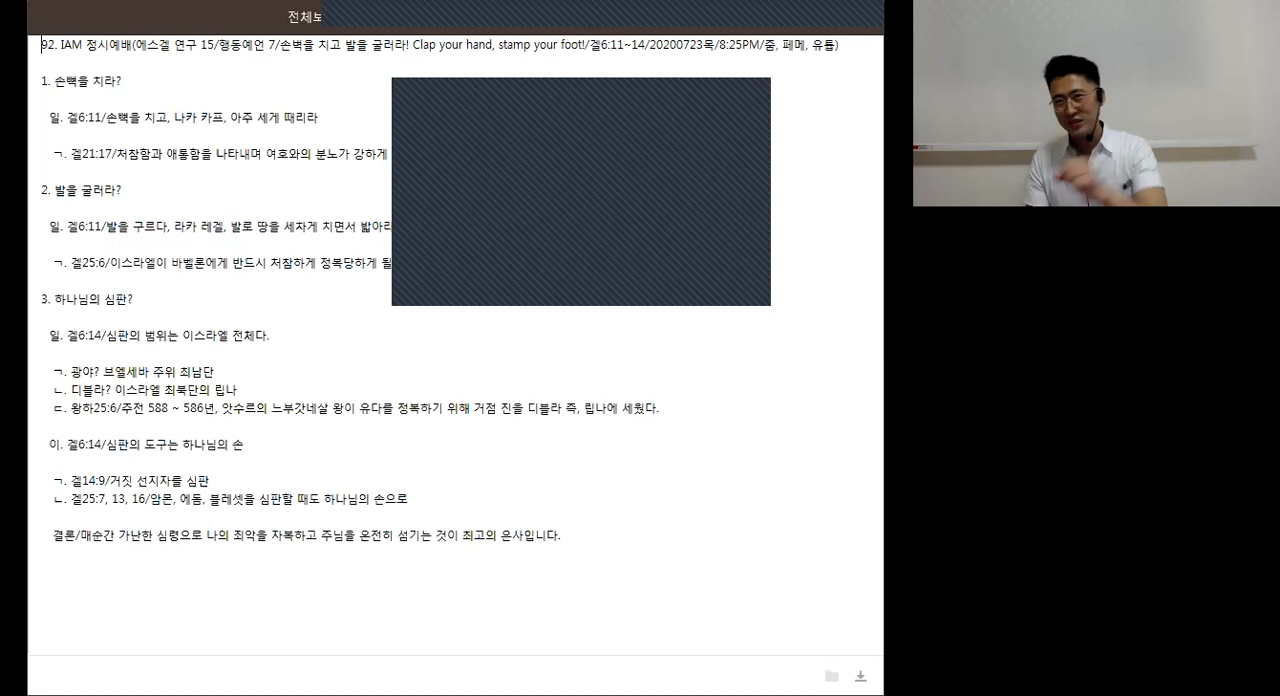 전체보
92. IAM 정시예배(에스겔 연구 15/행동예언 7/손벽을 치고 발을 굴러라! Clap your hand, stamp your foot!/겔6:11~14/20200723목/8:25PM/줌, 페메, 유튭)
1. 손뼉을 치라?
일. 겔6:11/손뼉을 치고, 나카 카프, 아주 세게 때리라
ㄱ. 겔21:17/처참함과 애통함을 나타내며 여호와의 분노가 강하게
2. 발을 굴러라?
일. 겔6:11/발을 구르다, 라카 레겔, 발로 땅을 세차게 치면서 밟아라
ㄱ. 겔25:6/이스라엘이 바벨론에게 반드시 처참하게 정복당하게 될
3. 하나님의 심판?
일. 겔6:14/심판의 범위는 이스라엘 전체다.
ㄱ. 광야? 브엘세바 주위 최남단
ㄴ. 디블라? 이스라엘 최북단의 립나
ㄷ. 왕하25:6/주전 588 ~ 586년, 앗수르의 느부갓네살 왕이 유다를 정복하기 위해 거점 진을 디블라 즉, 립나에 세웠다.
이. 겔6:14/심판의 도구는 하나님의 손
ㄱ. 겔14:9/거짓 선지자를 심판
ㄴ. 겔25:7, 13, 16/암몬, 에돔, 블레셋을 심판할 때도 하나님의 손으로
결론/매순간 가난한 심령으로 나의 죄악을 자복하고 주님을 온전히 섬기는 것이 최고의 은사입니다.